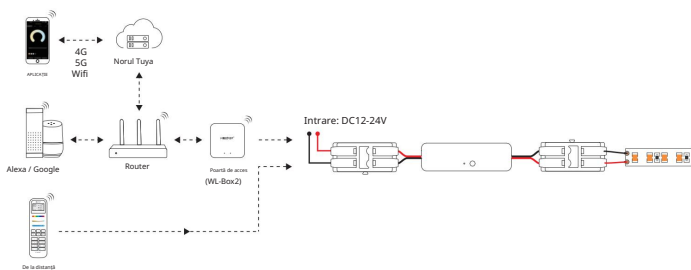 4G
5G
Wifi
Norul Tuya
APLICAȚIE
Intrare: DC12-24V
Alexa / Google
Router
Poartă de acces
(WL-Box2)
De la distanță